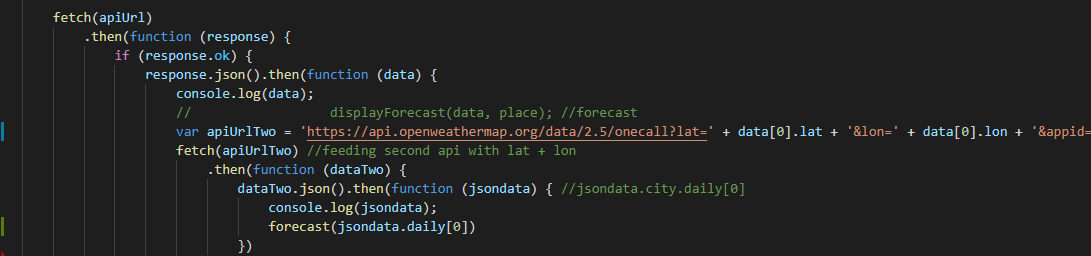 fetch(apiUrl)
.then(function (response) {
if (response.ok) {
response.json().then(function (data) {
console.log(data);
// displayForecast(data, place); //forecast
var apiUrlTwo = 'https://api.openweathermap.org/data/2.5/onecall?lat=' + data[0].lat + '&lon=' + data[0].lon + '&appid=
fetch(apiUrlTwo) //feeding second api with lat + lon
.then(function (dataTwo) {
dataTwo.json().then(function (jsondata) { //jsondata.city.daily[0]
console.log(jsondata);
forecast(jsondata.daily[0])
})